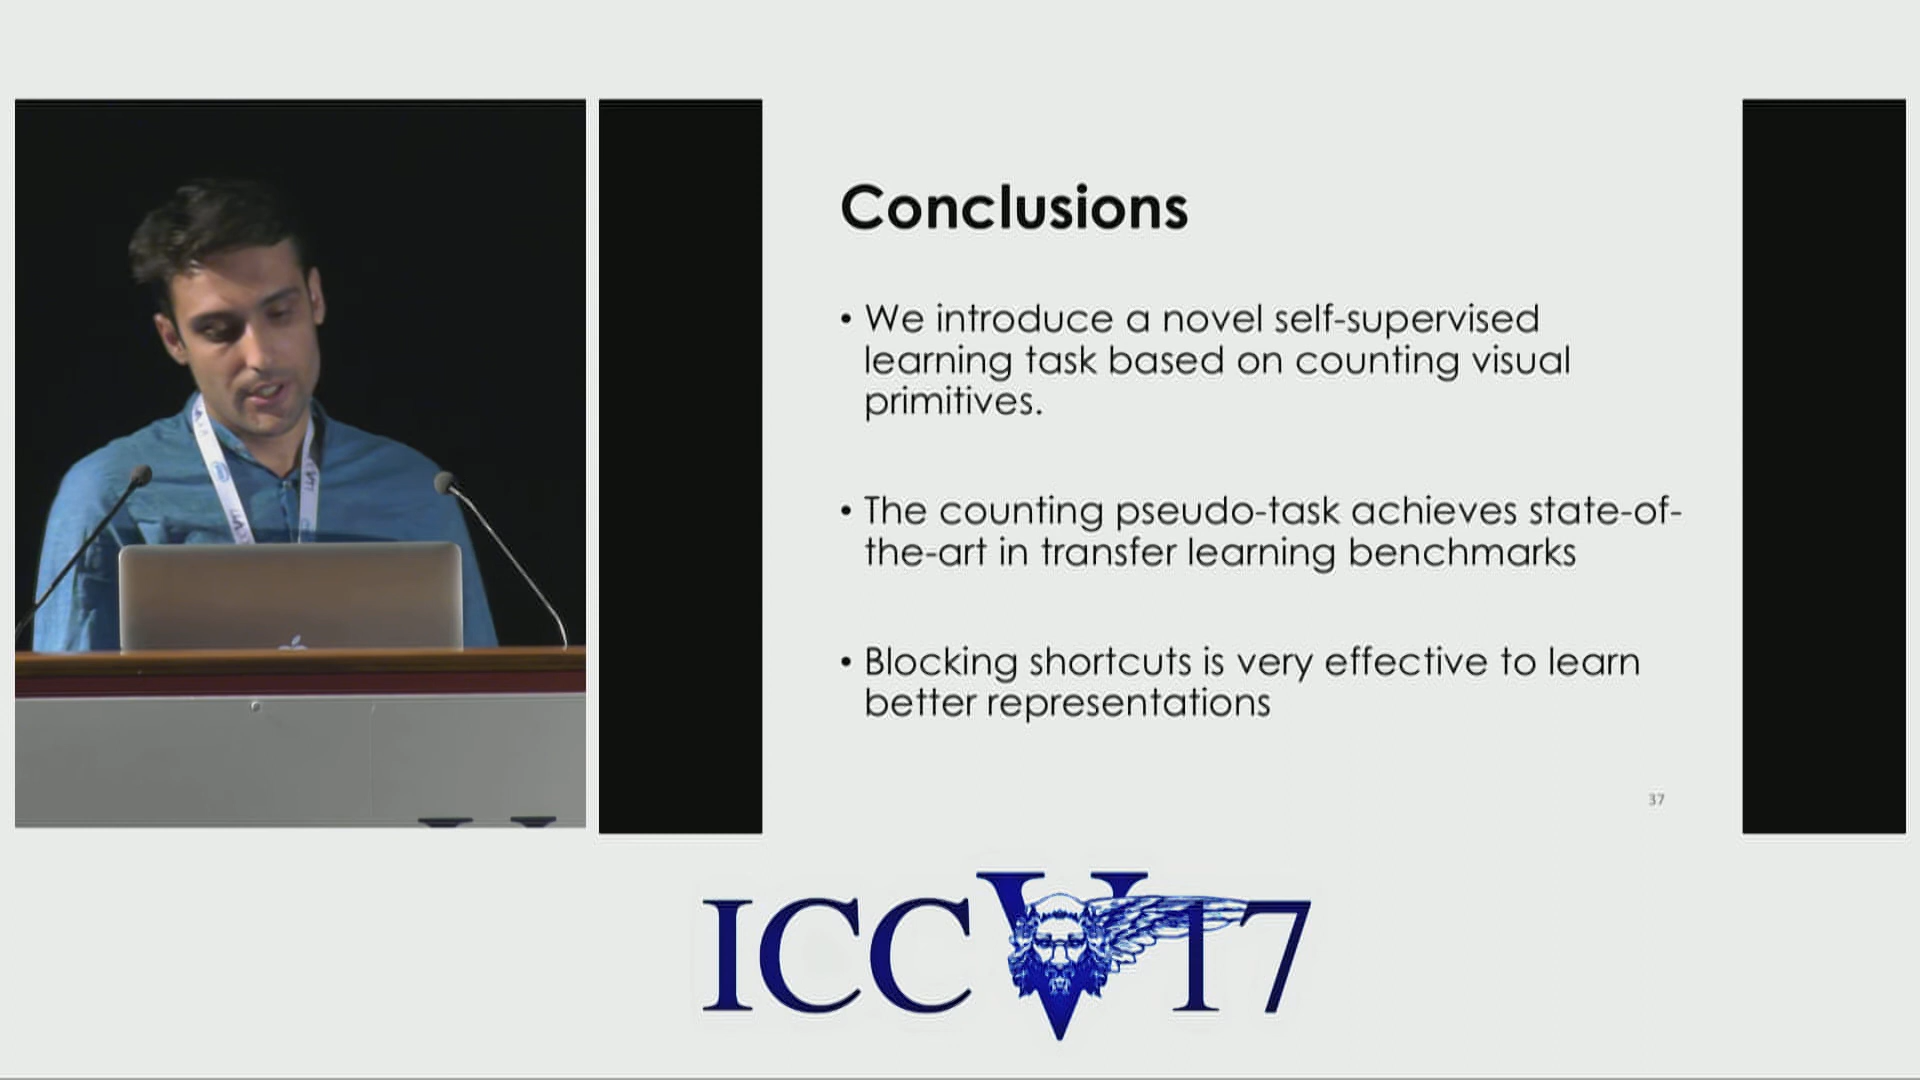 Conclusions
• We introduce a novel self-supervised
learning task based on counting visual
primitives.
• The counting pseudo-task achieves state-of-
the-art in transfer learning benchmarks
• Blocking shortcuts is very effective to learn
better representations
37
ICCV17